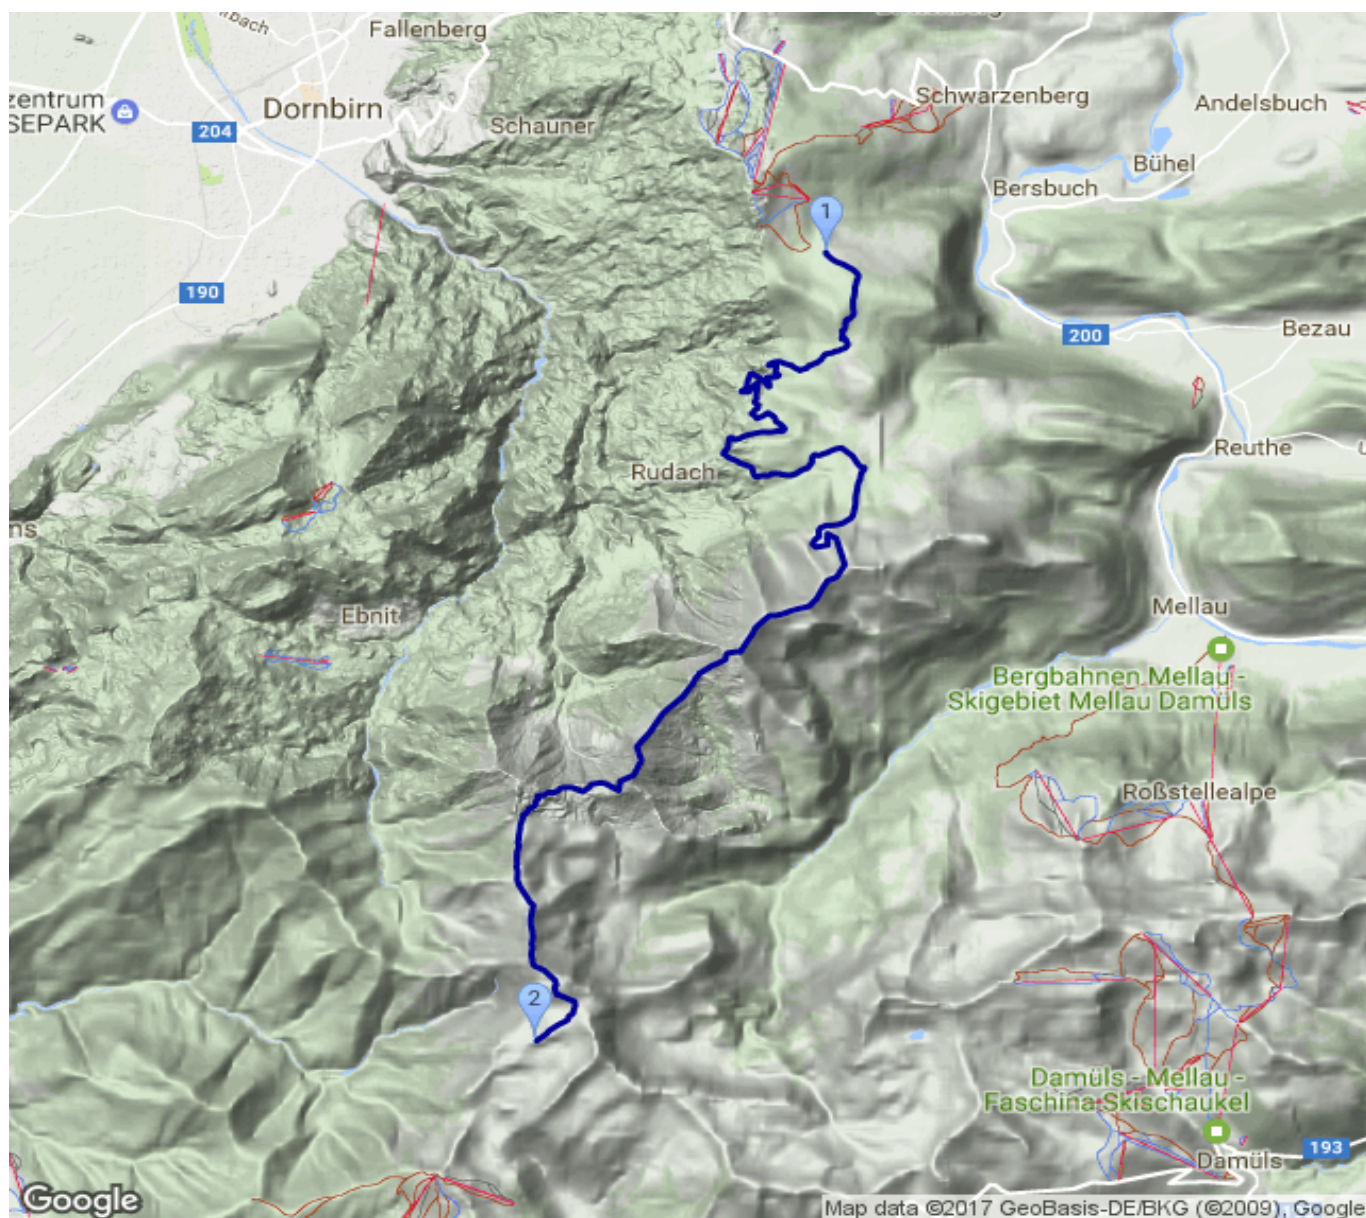 Fallenberg
zentrum
SEPARK
Dornbirn
204
Schauner
Schwarzenberg
Andelsbuch
Bühel
Bersbuch
1
190
200
Bezau
Reuthe
Rudach
ns
Ebnit
Mellau
Bergbahnen Mellau -
Skigebiet Mellau Damüls
Roßstellealpe
2
Damüls - Mellau -
Faschina Skischaukel
193
Damüls
Google
Map data ©2017 GeoBasis-DE/BKG (©2009), Google